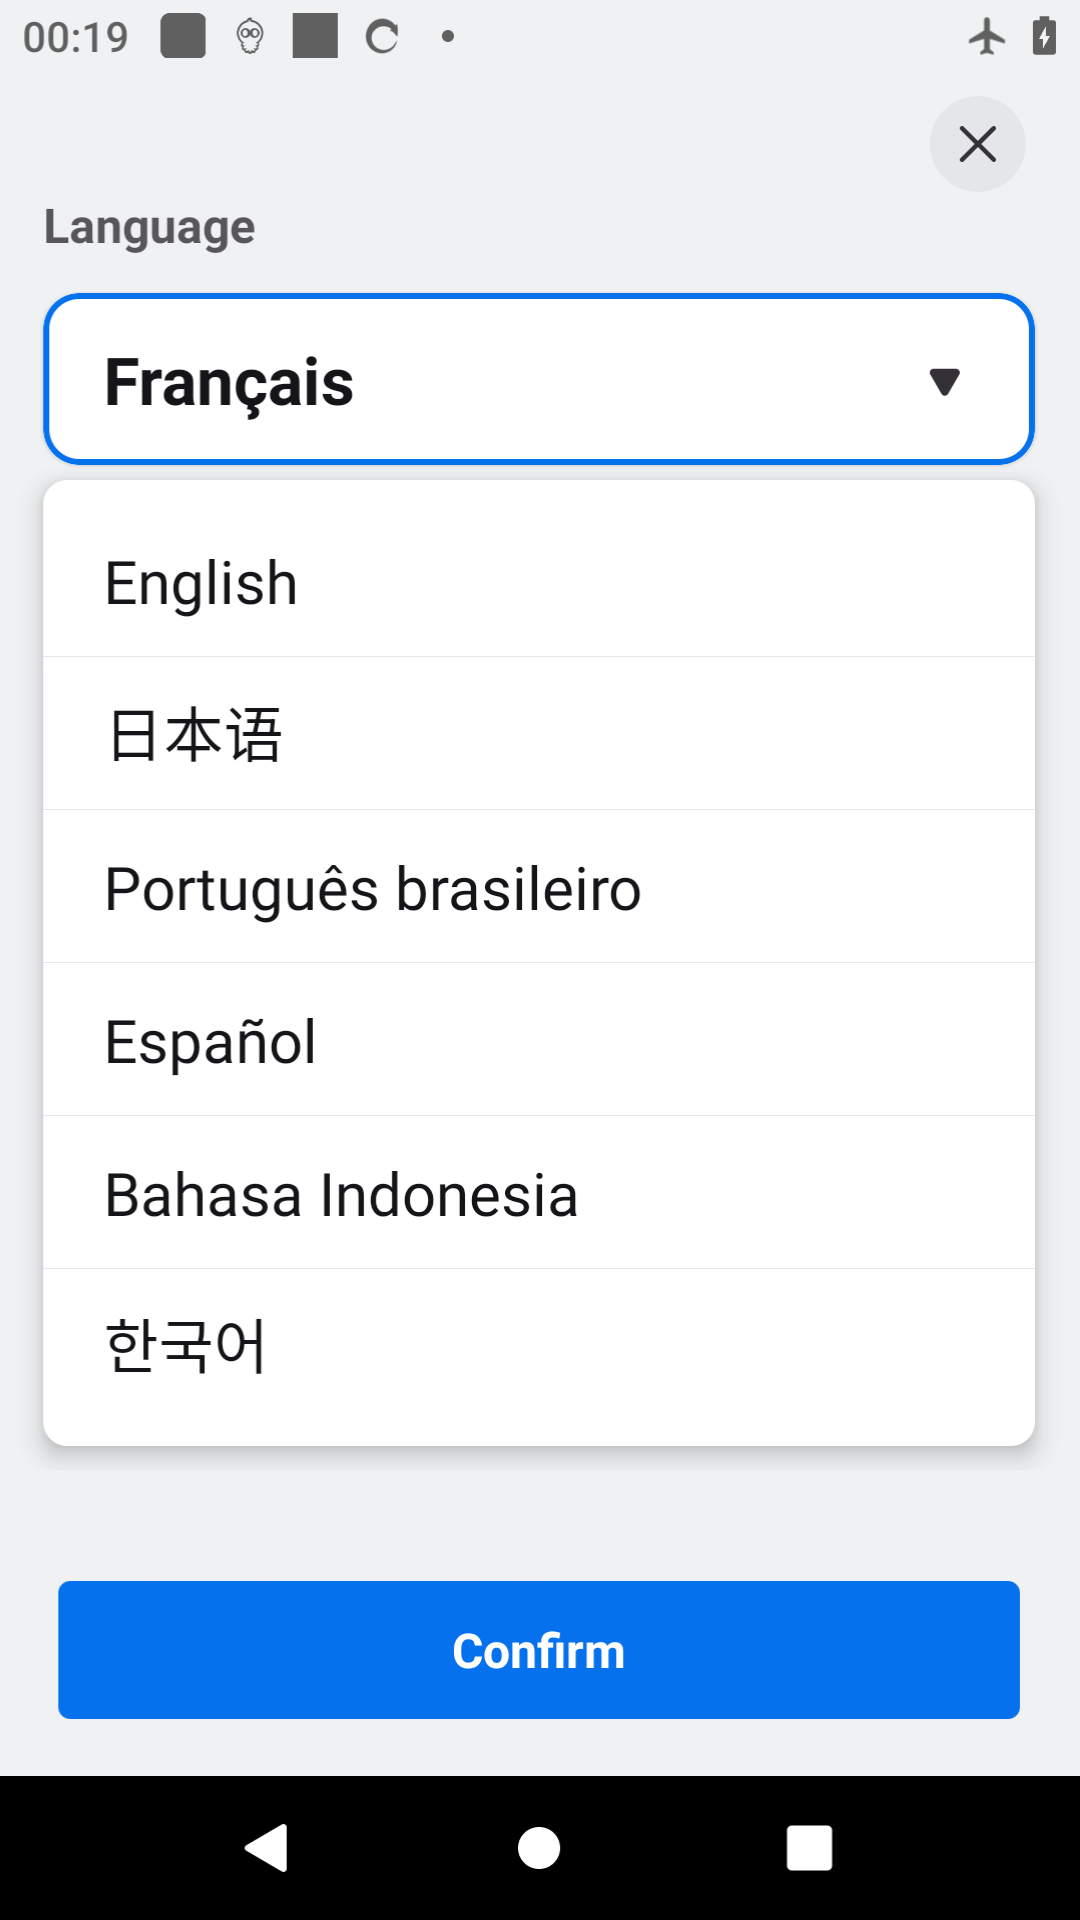 00:19
Language
Français
English
日本语
Português brasileiro
Español
Bahasa Indonesia
한국어
Confirm